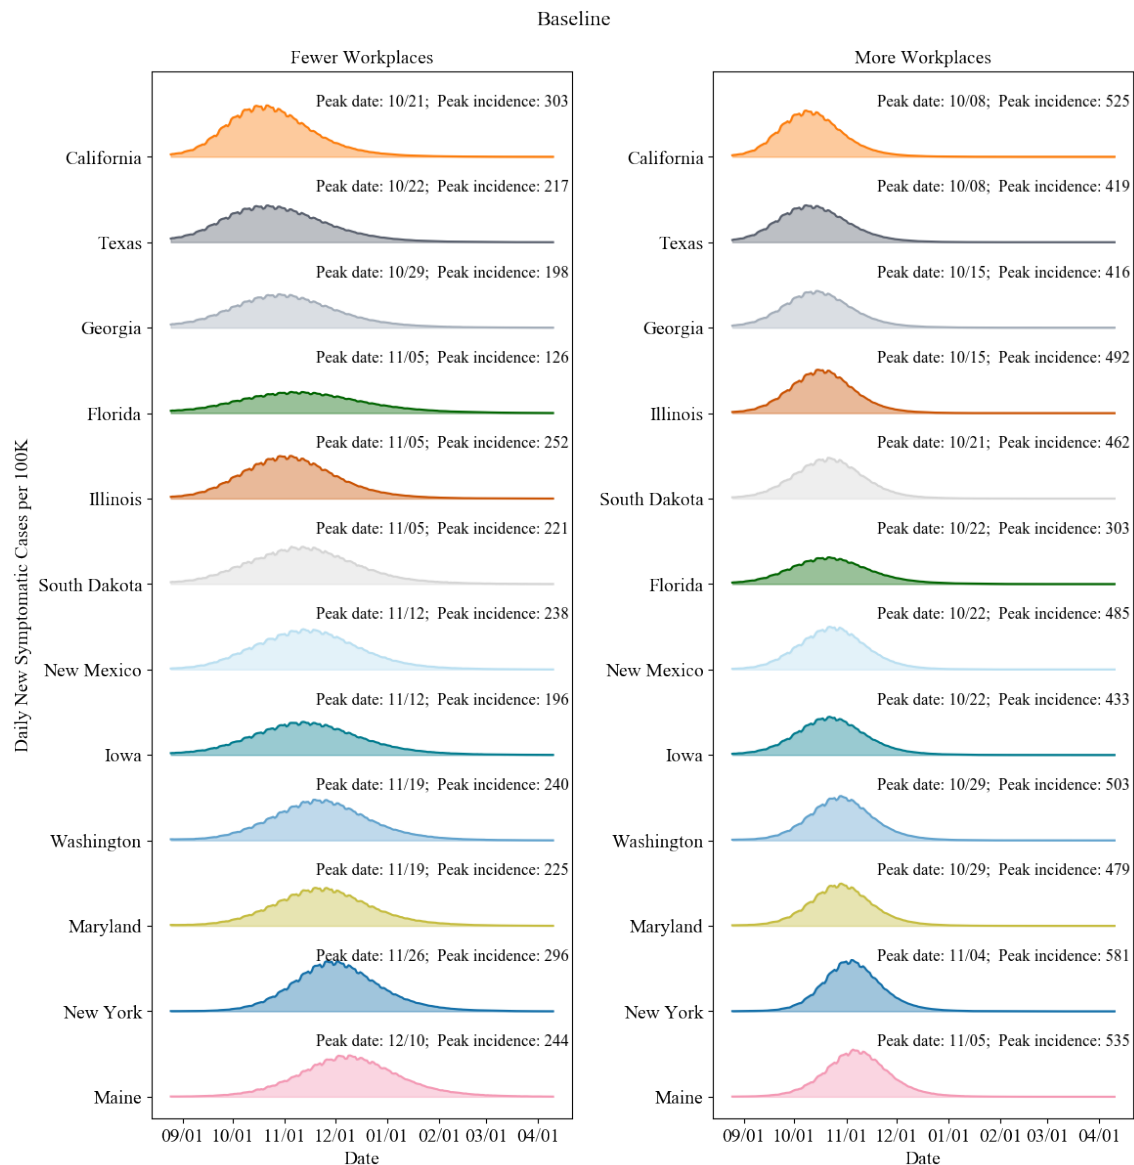 Baseline
Fewer Workplaces
Daily New Symptomatic Cases per 100K
Peak date: 10/21;  Peak incidence: 303
California
Peak date: 10/22;  Peak incidence: 217
Texas
Peak date: 10/29;  Peak incidence: 198
Georgia
Peak date: 11/05;  Peak incidence: 126
Florida
Peak date: 11/05;  Peak incidence: 252
Illinois
Peak date: 11/05;  Peak incidence: 221
South Dakota
Peak date: 11/12;  Peak incidence: 238
New Mexico
Peak date: 11/12;  Peak incidence: 196
Iowa
Peak date: 11/19;  Peak incidence: 240
Washington
Peak date: 11/19;  Peak incidence: 225
Maryland
Peak date: 11/26;  Peak incidence: 296
New York
Peak date: 12/10;  Peak incidence: 244
Maine
09/01 10/01 11/01 12/01 01/01 02/01 03/01 04/01
Date
More Workplaces
Peak date: 10/08;  Peak incidence: 525
California
Peak date: 10/08;  Peak incidence: 419
Texas
Peak date: 10/15;  Peak incidence: 416
Georgia
Peak date: 10/15;  Peak incidence: 492
Illinois
Peak date: 10/21;  Peak incidence: 462
South Dakota
Peak date: 10/22;  Peak incidence: 303
Florida
Peak date: 10/22;  Peak incidence: 485
New Mexico
Peak date: 10/22;  Peak incidence: 433
Iowa
Peak date: 10/29;  Peak incidence: 503
Washington
Peak date: 10/29;  Peak incidence: 479
Maryland
Peak date: 11/04;  Peak incidence: 581
New York
Peak date: 11/05;  Peak incidence: 535
Maine
09/01 10/01 11/01 12/01 01/01 02/01 03/01 04/01
Date